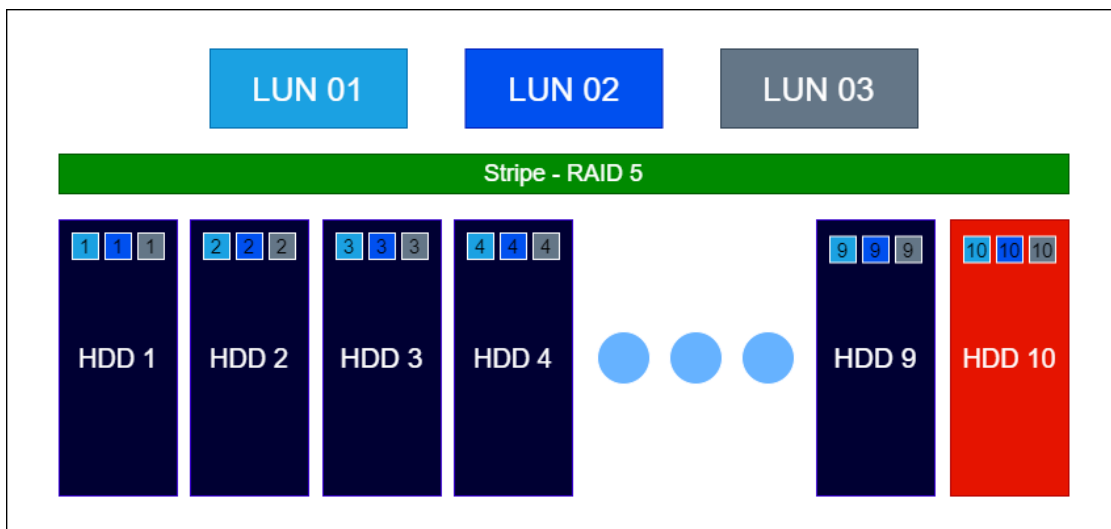 LUN 01 LUN 02 LUN 03
Stripe - RAID 5
1 1 1 2 2 2 3 3 3 4 4 4 9 9 9 10 10 10
HDD 1 HDD 2 HDD 3 HDD 4 HDD 9 HDD 10